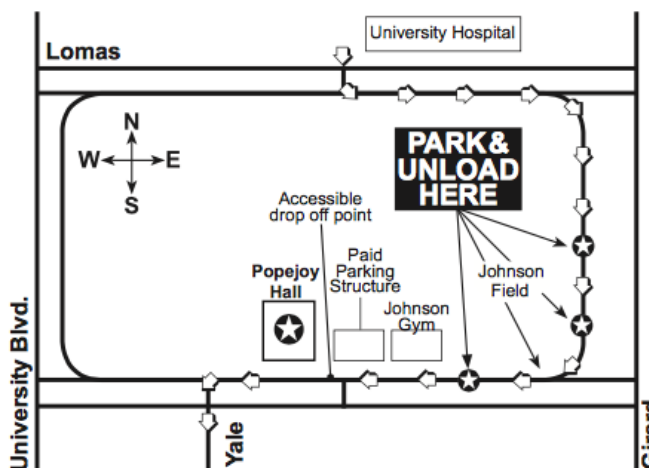 University Hospital
Lomas
N
W E
S
PARK &
UNLOAD
HERE
Accessible
drop off point
Paid
Parking
Structure
Popejoy
Hall
Johnson
Gym
Johnson
Field
University Blvd.
Yale
Girard